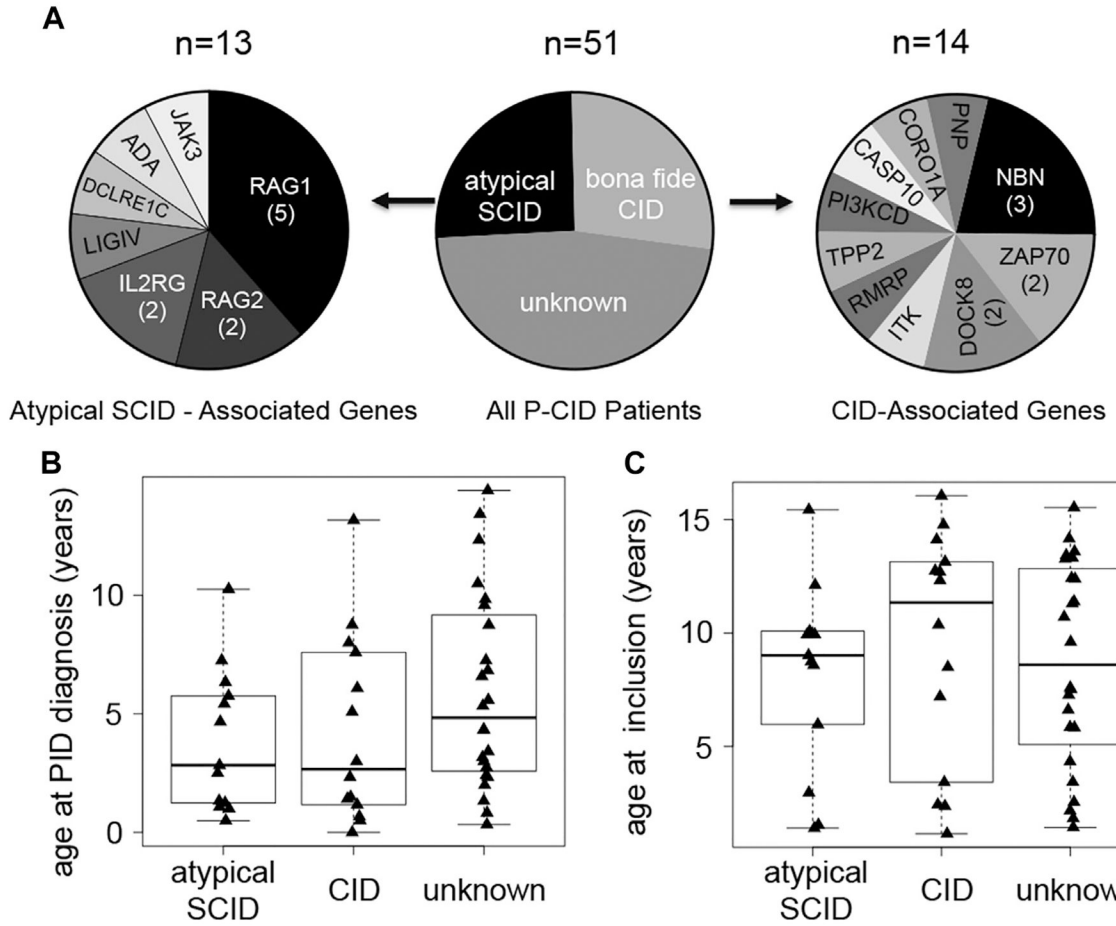 A
n=13
n=51
n=14
JAK3
ADA
DCLRE1C
LIGIV
IL2RG
(2)
RAG2
(2)
RAG1
(5)
atypical
SCID
bona fide
CID
unknown
PNP
CORO1A
CASP10
PI3KCD
TPP2
RMRP
ITK
DOCK8
(2)
ZAP70
(2)
NBN
(3)
Atypical SCID - Associated Genes
All P-CID Patients
CID-Associated Genes
B
age at PID diagnosis (years)
10
5
0
atypical
SCID
CID
unknown
C
age at inclusion (years)
15
10
5
atypical
SCID
CID
unknow